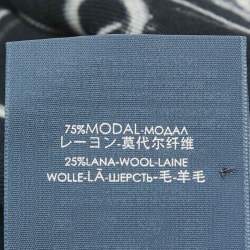 75%MODAL-МОДАЛ
レーヨン-莫代尔纤维
25%LANA-WOOL-LAINE
WOLLE-LÃ-ШЕРСТЬ-毛-羊毛